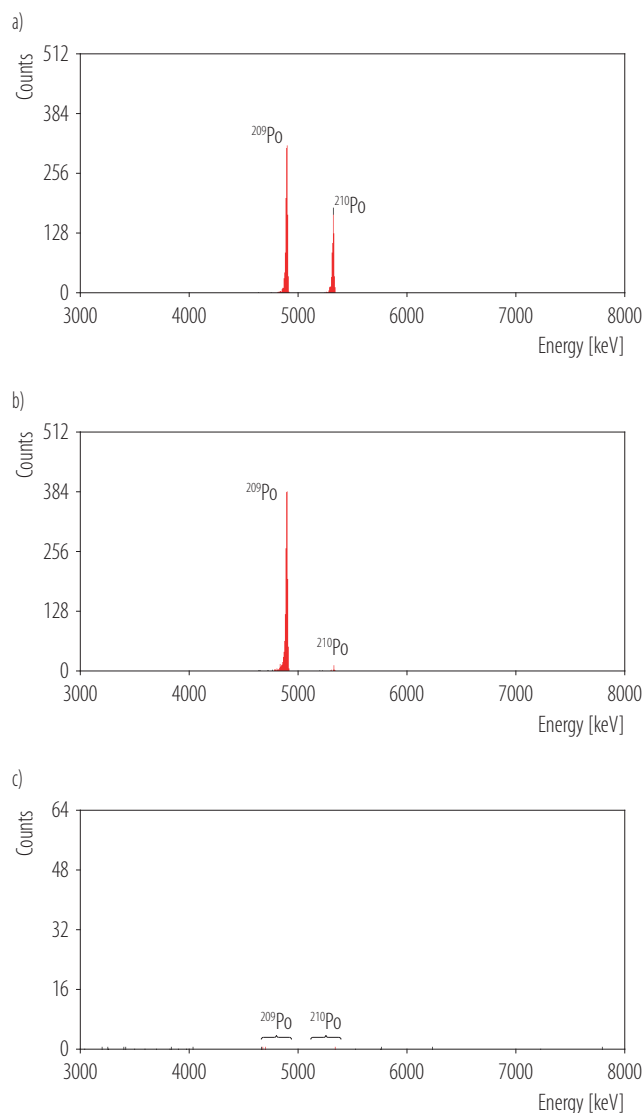 a)
Counts
512
384
256
128
0
²⁰⁹Po
²¹⁰Po
3000 4000 5000 6000 7000 8000
Energy [keV]
b)
Counts
512
384
256
128
0
²⁰⁹Po
²¹⁰Po
3000 4000 5000 6000 7000 8000
Energy [keV]
c)
Counts
64
48
32
16
0
²⁰⁹Po ²¹⁰Po
3000 4000 5000 6000 7000 8000
Energy [keV]